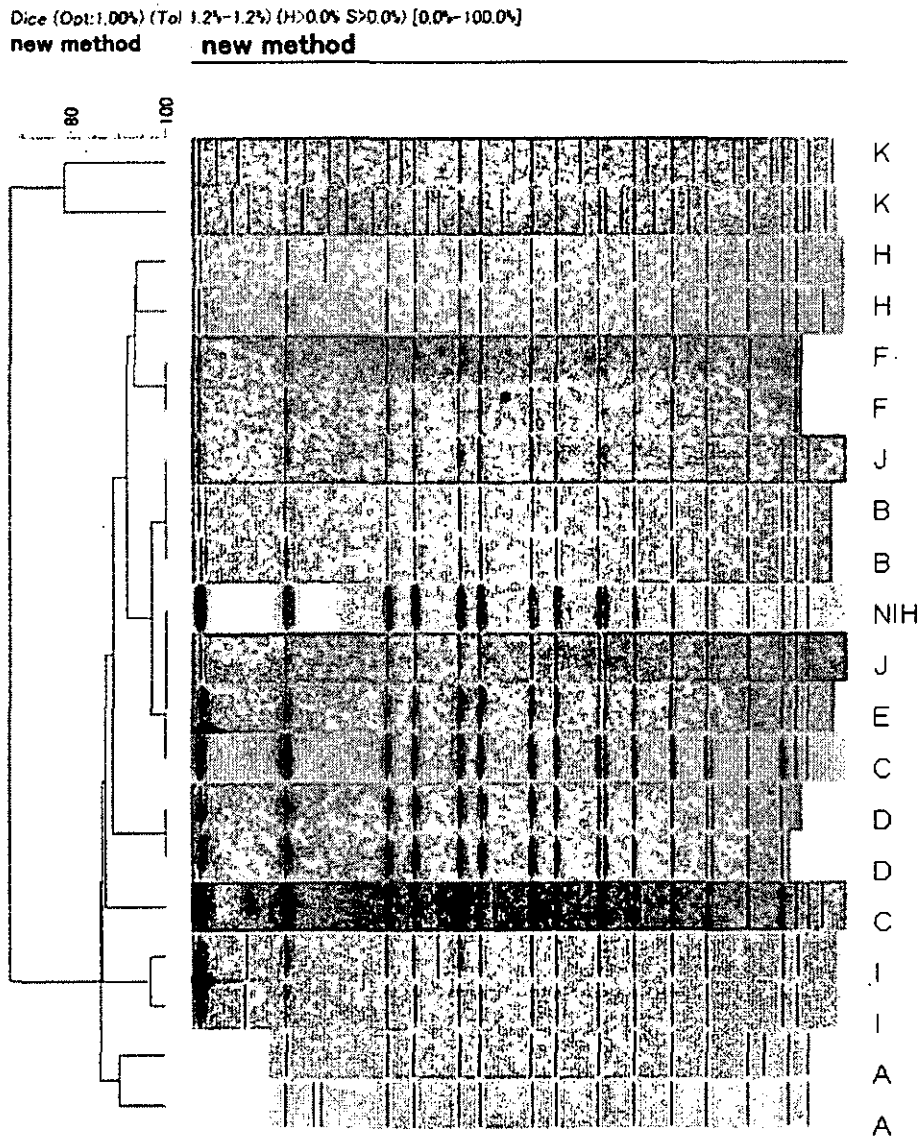 Dice (Opt:1.00%) (Tol 1.2%-1.2%) (H>0.0% S>0.0%) [0.0%-100.0%]
new method new method
80 100
K
K
H
H
F
F
J
B
B
NIH
J
E
C
D
D
C
I
I
A
A